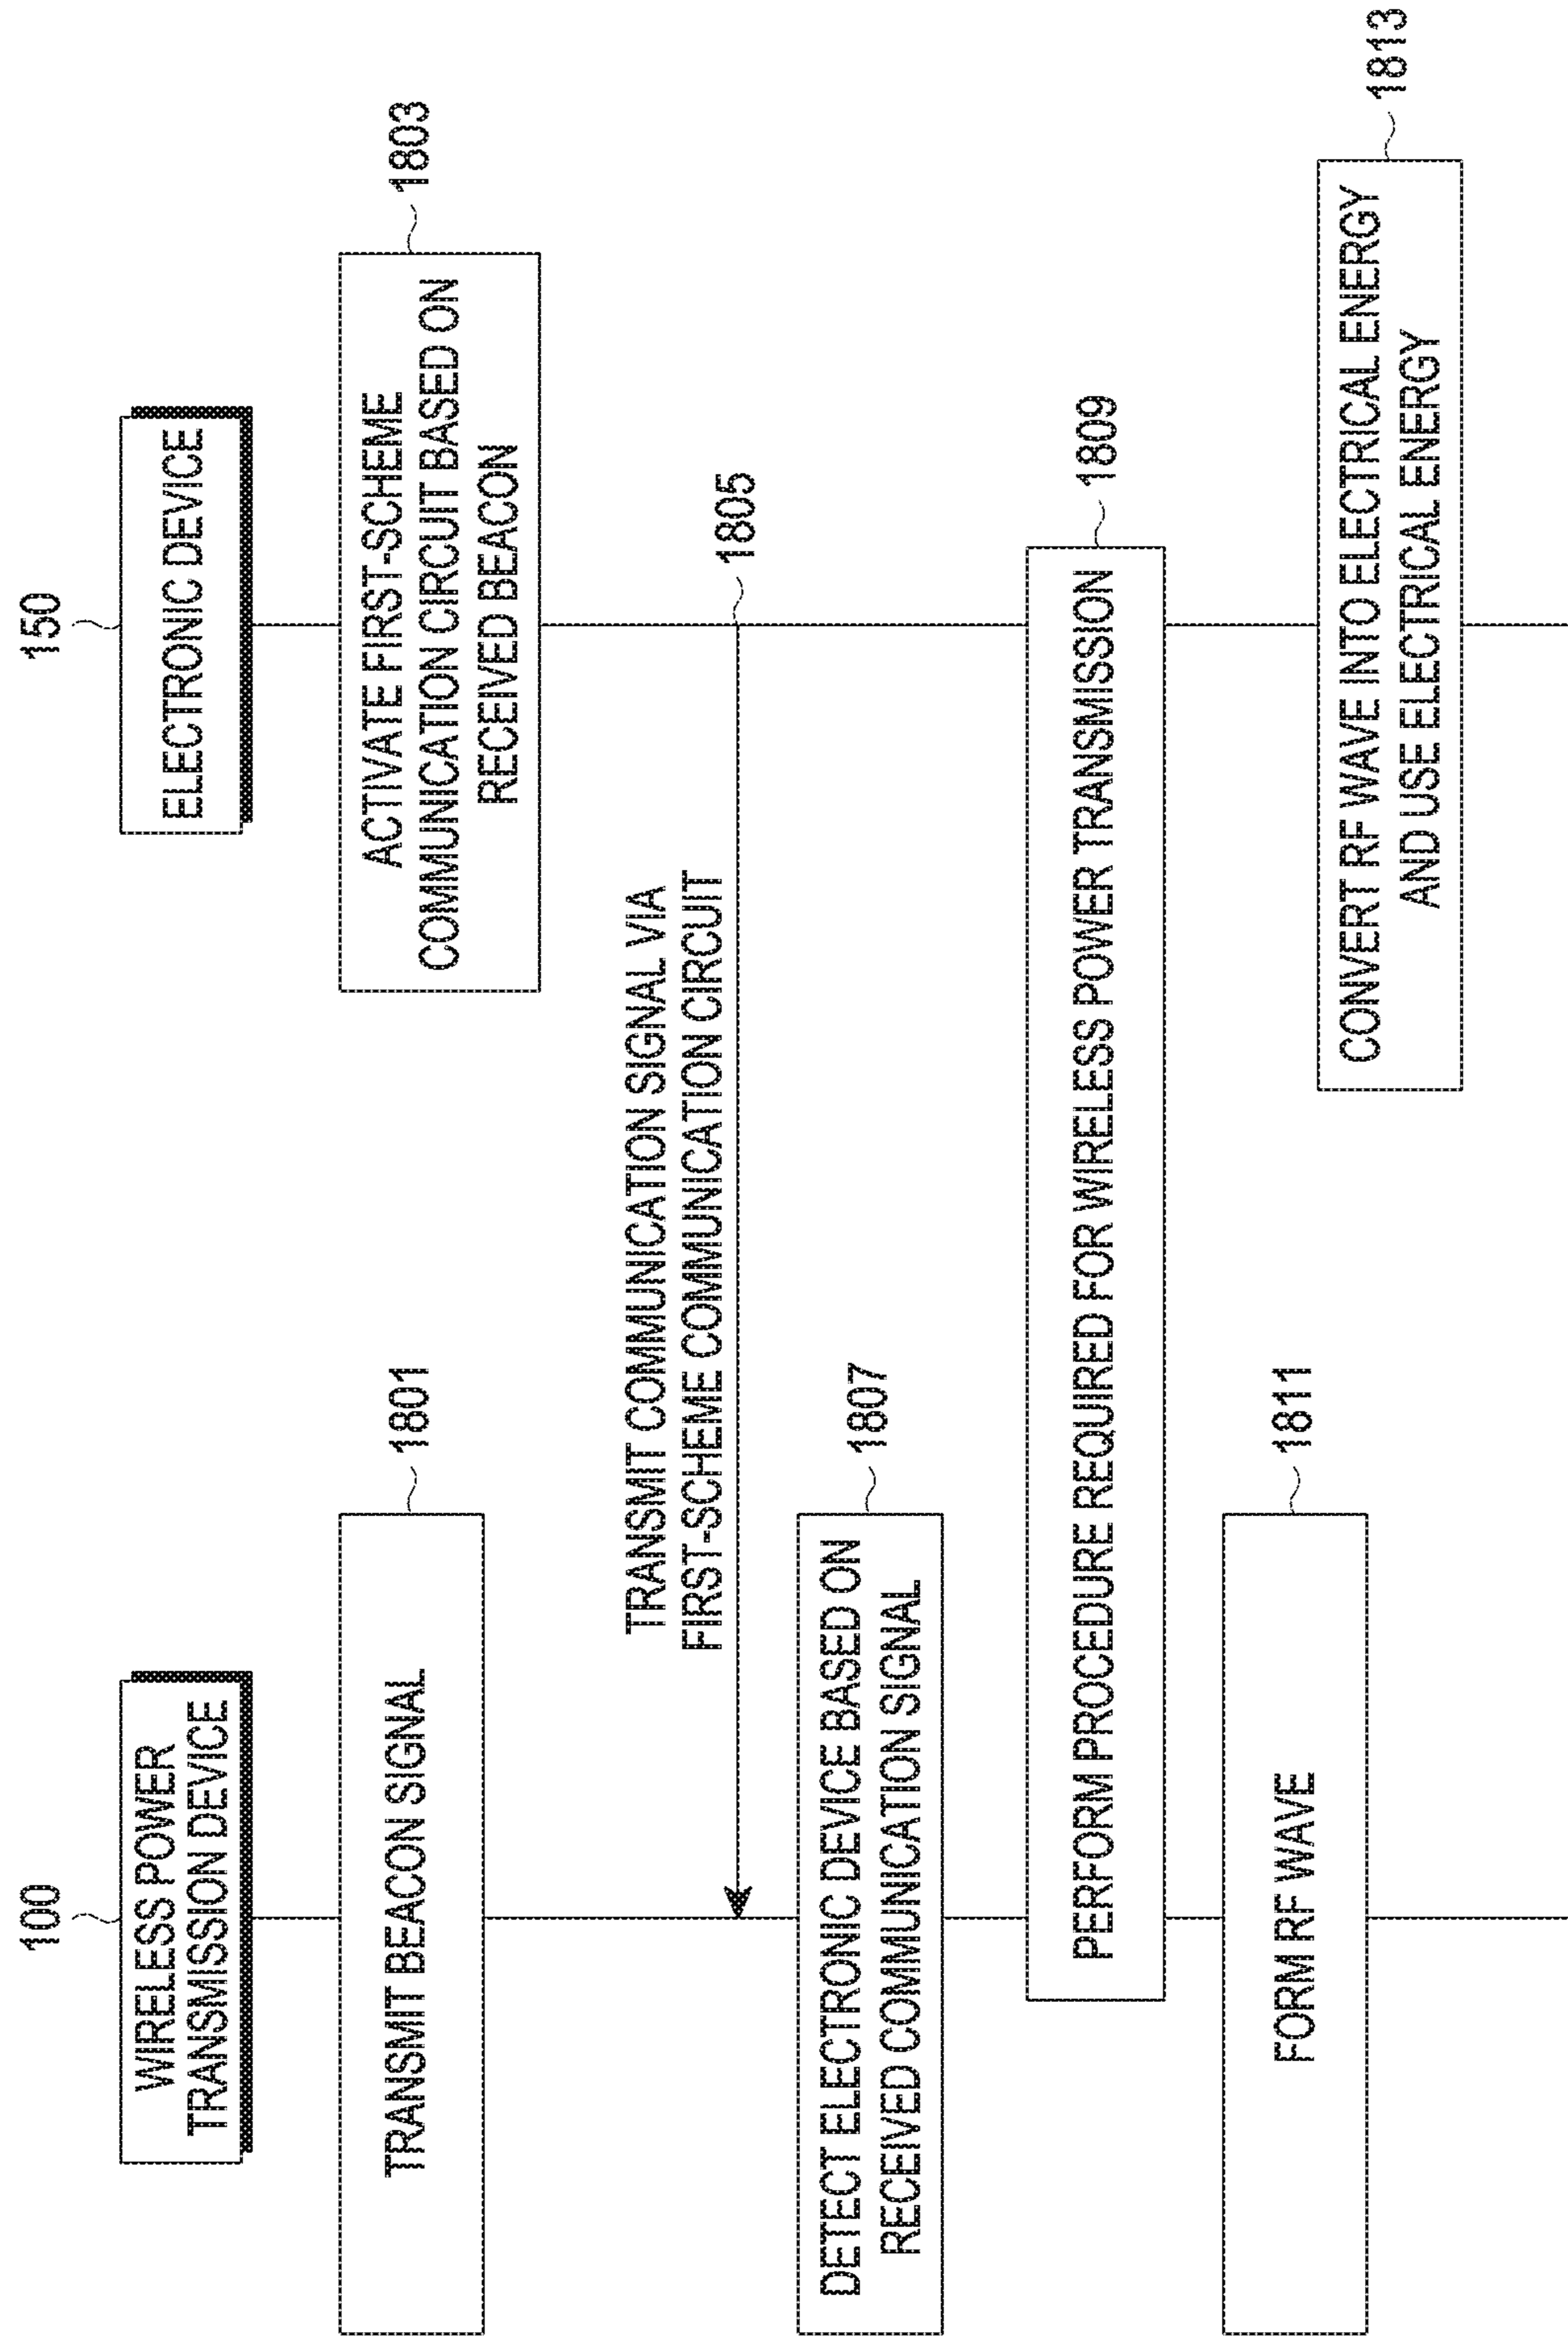 100
150
WIRELESS POWER
TRANSMISSION DEVICE
ELECTRONIC DEVICE
TRANSMIT BEACON SIGNAL
1801
ACTIVATE FIRST-SCHEME
COMMUNICATION CIRCUIT BASED ON
RECEIVED BEACON
1803
TRANSMIT COMMUNICATION SIGNAL VIA
FIRST-SCHEME COMMUNICATION CIRCUIT
1805
DETECT ELECTRONIC DEVICE BASED ON
RECEIVED COMMUNICATION SIGNAL
1807
PERFORM PROCEDURE REQUIRED FOR WIRELESS POWER TRANSMISSION
1809
FORM RF WAVE
1811
CONVERT RF WAVE INTO ELECTRICAL ENERGY
AND USE ELECTRICAL ENERGY
1813